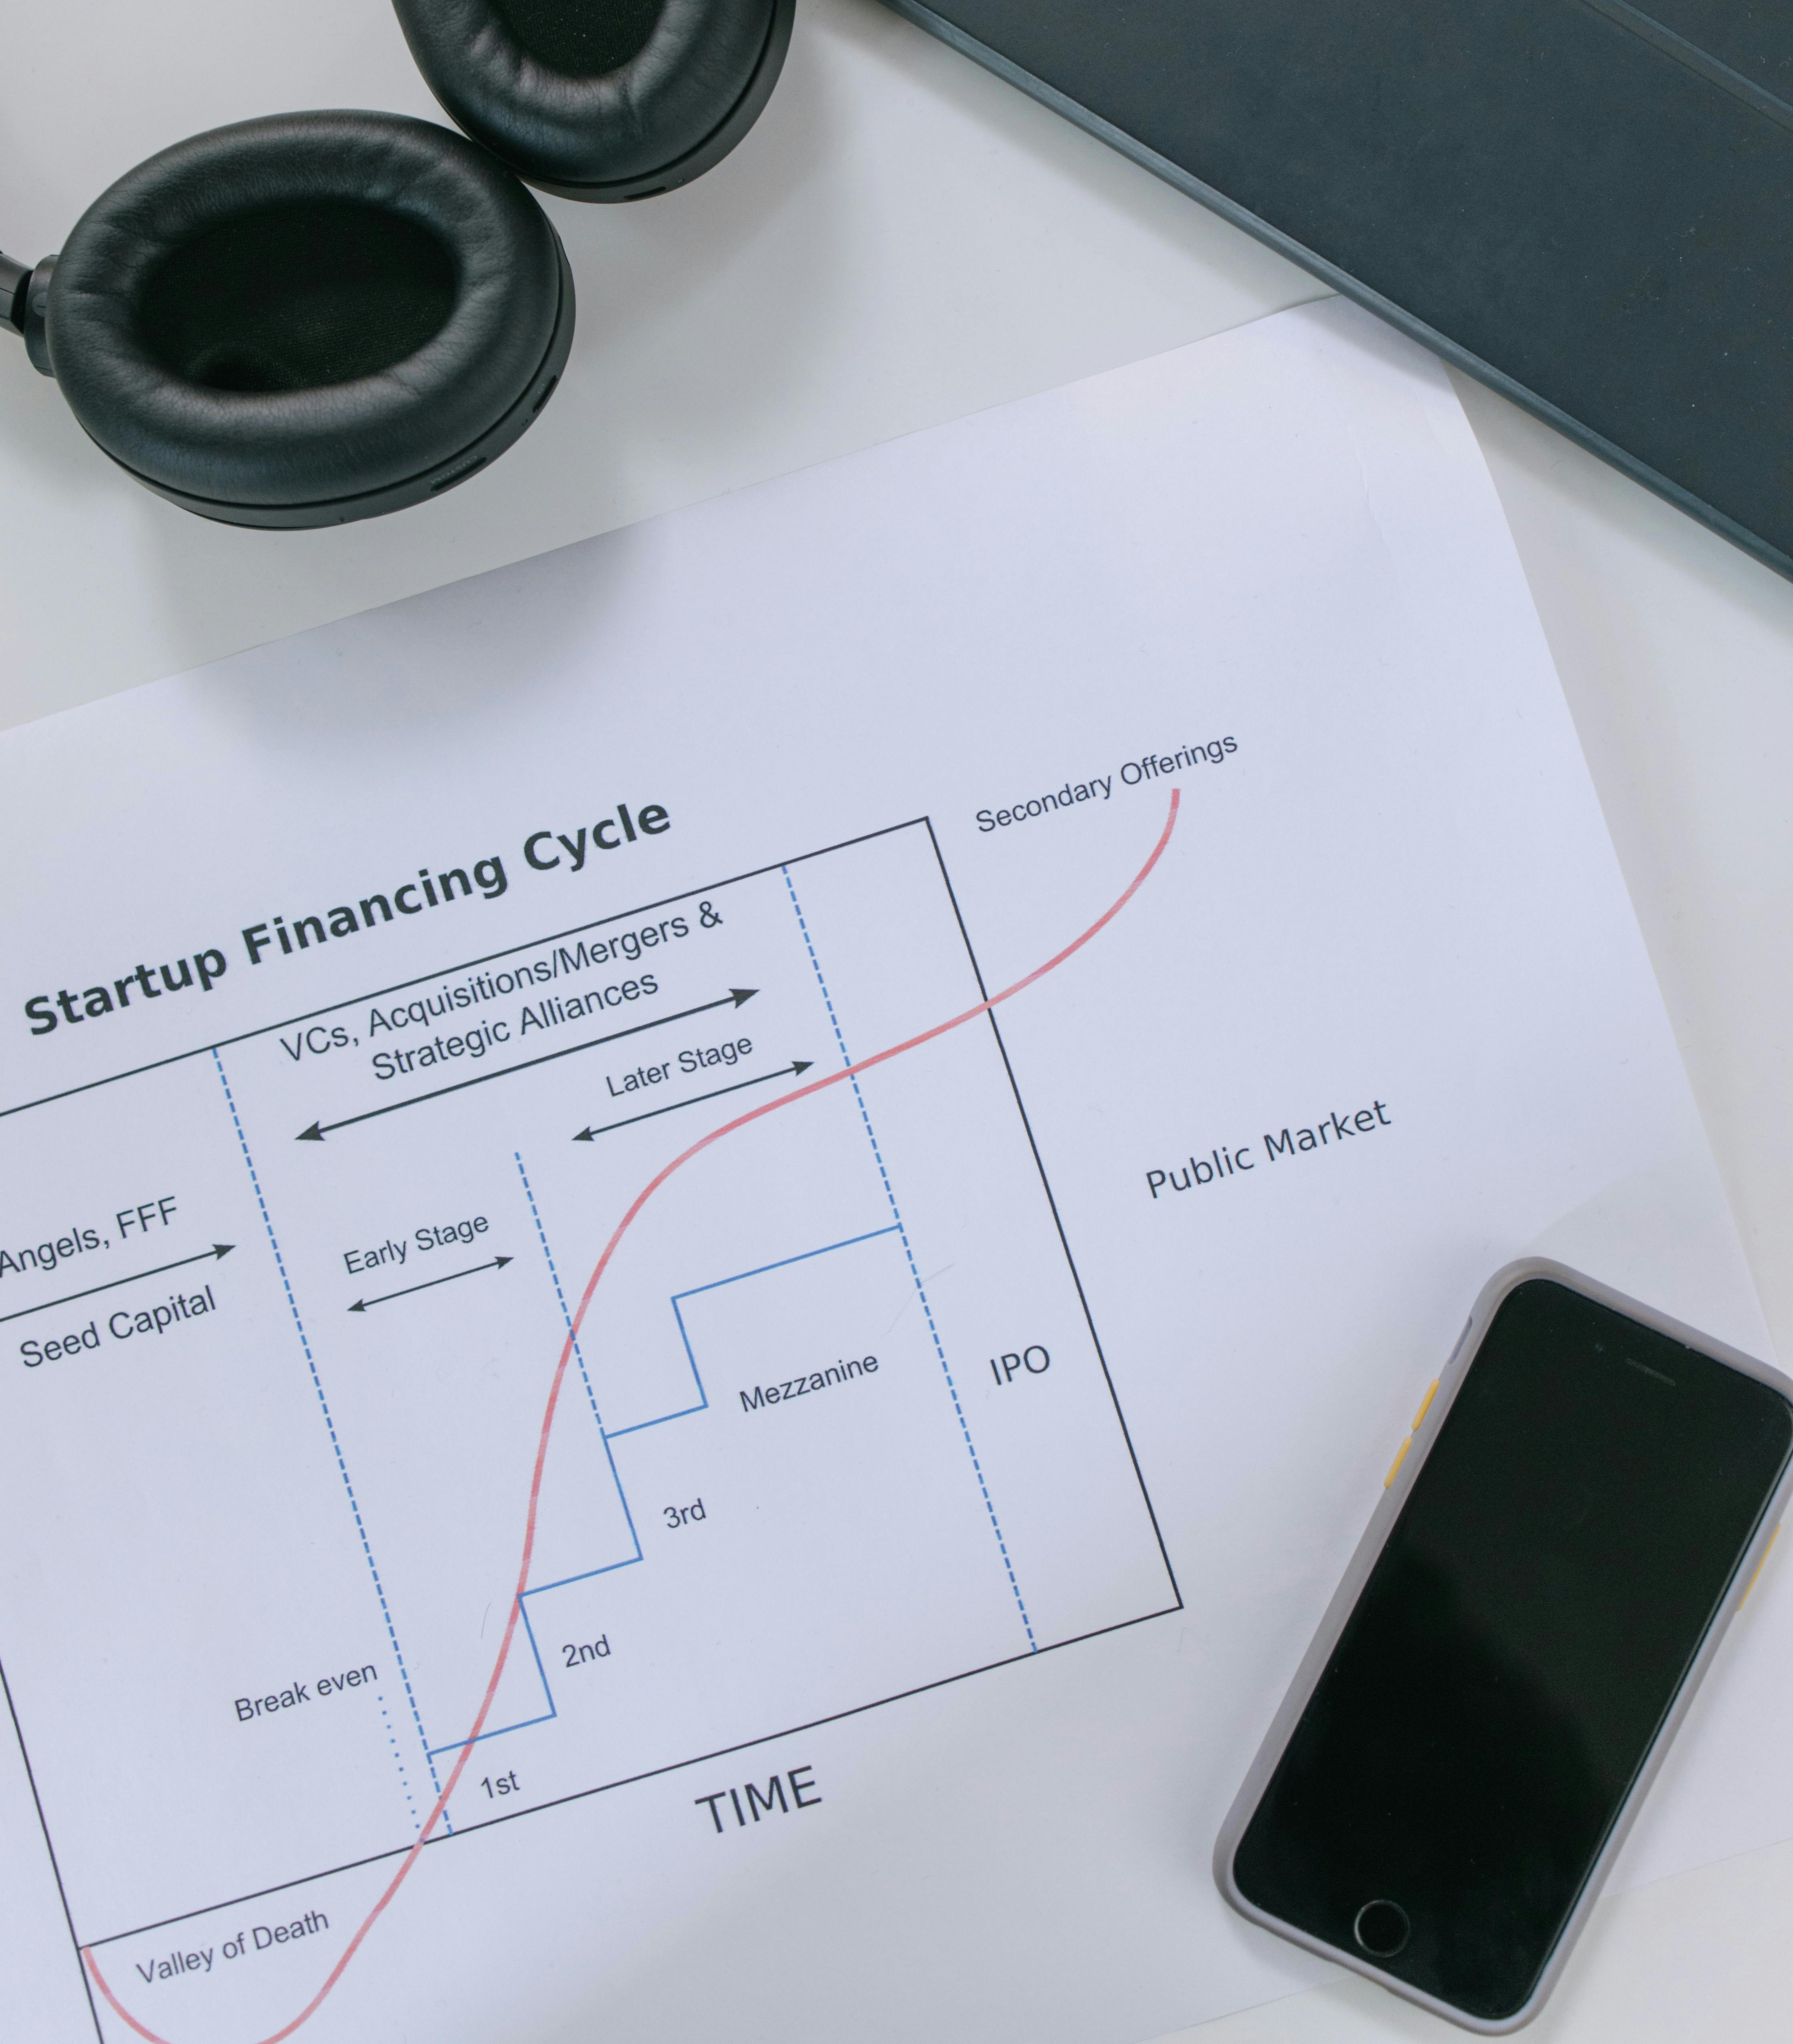 Startup Financing Cycle
Secondary Offerings
VCs, Acquisitions/Mergers &
Strategic Alliances
Later Stage
Angels, FFF
Seed Capital
Early Stage
Public Market
Mezzanine
IPO
3rd
2nd
Break even
1st
TIME
Valley of Death